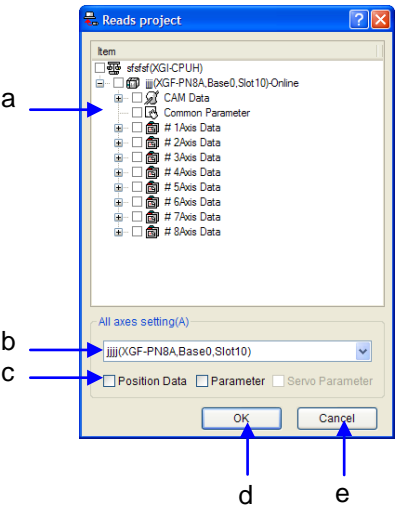 Reads project
Item
sfsfsf(XGI-CPUH)
jjjj(XGF-PN8A,Base0,Slot10)-Online
a
CAM Data
Common Parameter
# 1Axis Data
# 2Axis Data
# 3Axis Data
# 4Axis Data
# 5Axis Data
# 6Axis Data
# 7Axis Data
# 8Axis Data
All axes setting(A)
b
jjjj(XGF-PN8A,Base0,Slot10)
c
Position Data Parameter Servo Parameter
OK Cancel
d e